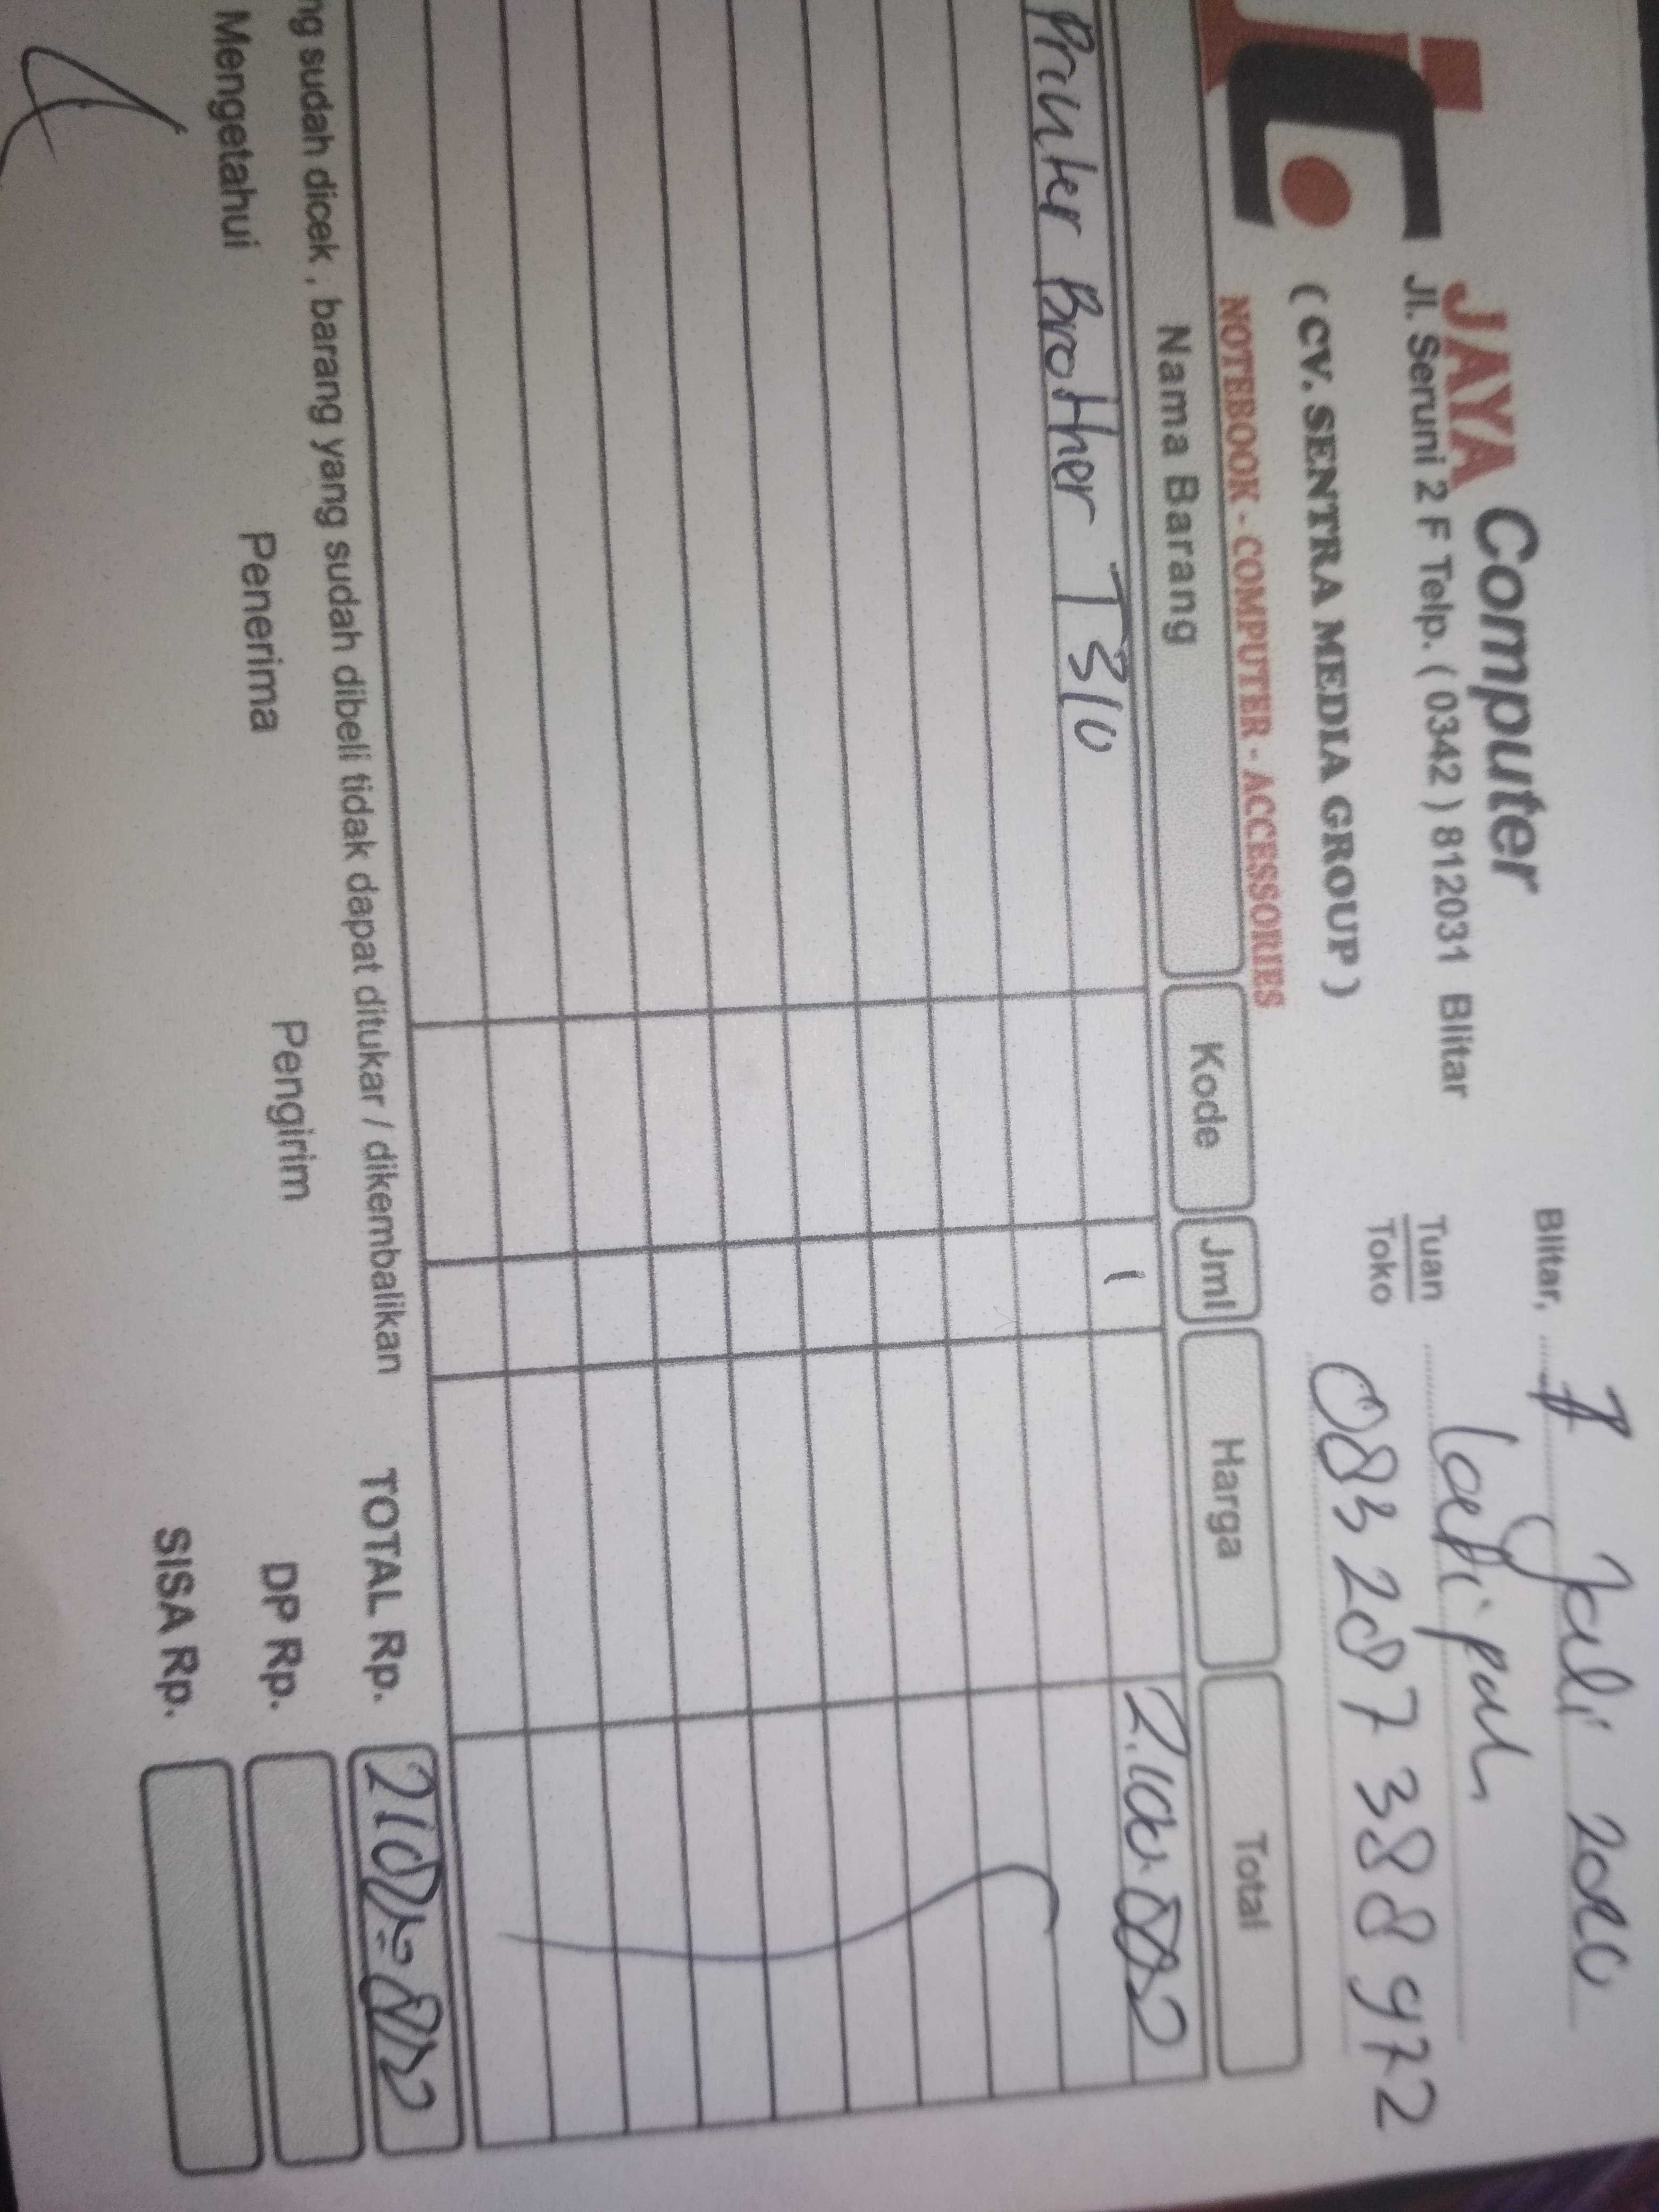 JAYA Computer
Jl. Seruni 2 F Telp. ( 0342 ) 812031 Blitar
( CV. SENTRA MEDIA GROUP )
NOTEBOOK - COMPUTER - ACCESSORIES
Blitar, 7 Juli 2020
Tuan
Toko
083 287 388 972
Nama Barang Kode Jml Harga Total
Printer Brother T310 1 2.100.000
ng sudah dicek , barang yang sudah dibeli tidak dapat ditukar / dikembalikan
TOTAL Rp.
Mengetahui Penerima Pengirim
DP Rp.
SISA Rp.